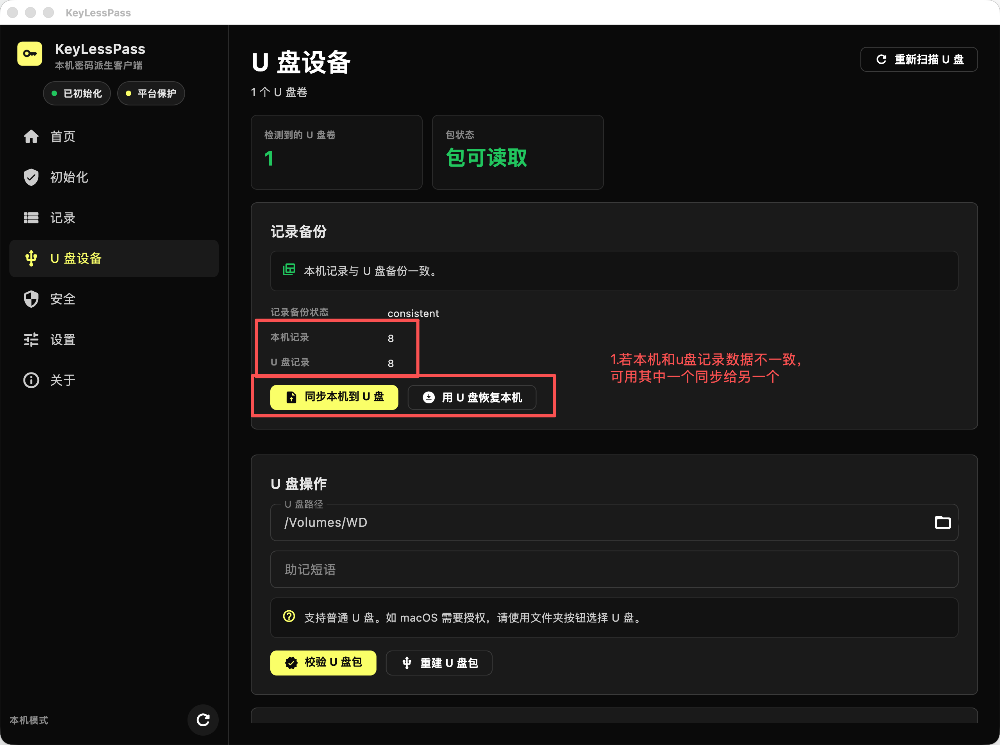 KeyLessPass
KeyLessPass
本机密码派生客户端
已初始化
平台保护
首页
初始化
记录
U 盘设备
安全
设置
关于
本机模式
U 盘设备
重新扫描 U 盘
1 个 U 盘卷
检测到的 U 盘卷
1
包状态
包可读取
记录备份
本机记录与 U 盘备份一致。
记录备份状态 consistent
本机记录 8
U 盘记录 8
1.若本机和u盘记录数据不一致，
可用其中一个同步给另一个
同步本机到 U 盘
用 U 盘恢复本机
U 盘操作
U 盘路径
/Volumes/WD
助记短语
支持普通 U 盘。如 macOS 需要授权，请使用文件夹按钮选择 U 盘。
校验 U 盘包
重建 U 盘包